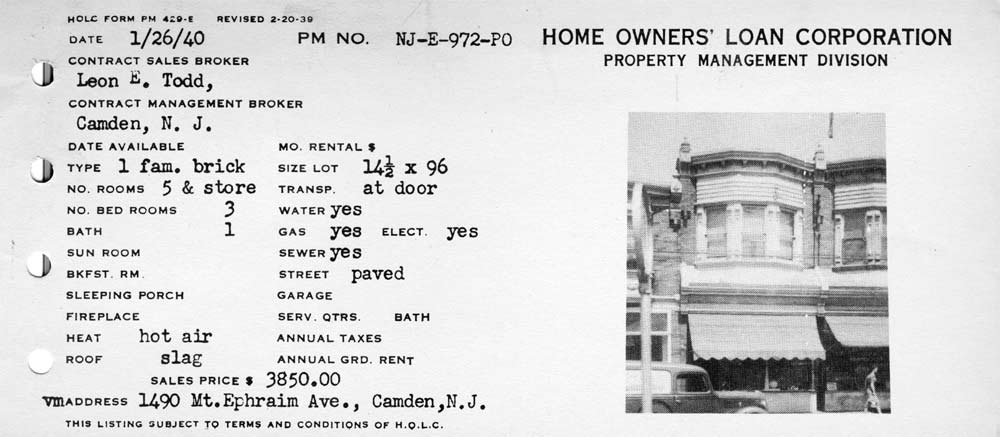 HOLC FORM PM 429-E REVISED 2-20-39
DATE 1/26/40 PM NO. NJ-E-972-PO
HOME OWNERS' LOAN CORPORATION
PROPERTY MANAGEMENT DIVISION
CONTRACT SALES BROKER
Leon E. Todd,
CONTRACT MANAGEMENT BROKER
Camden, N. J.
DATE AVAILABLE MO. RENTAL $
TYPE 1 fam. brick SIZE LOT 14½ x 96
NO. ROOMS 5 & store TRANSP. at door
NO. BED ROOMS 3 WATER yes
BATH 1 GAS yes ELECT. yes
SUN ROOM SEWER yes
BKFST. RM. STREET paved
SLEEPING PORCH GARAGE
FIREPLACE SERV. QTRS. BATH
HEAT hot air ANNUAL TAXES
ROOF slag ANNUAL GRD. RENT
SALES PRICE $ 3850.00
vm ADDRESS 1490 Mt.Ephraim Ave., Camden,N.J.
THIS LISTING SUBJECT TO TERMS AND CONDITIONS OF H.O.L.C.